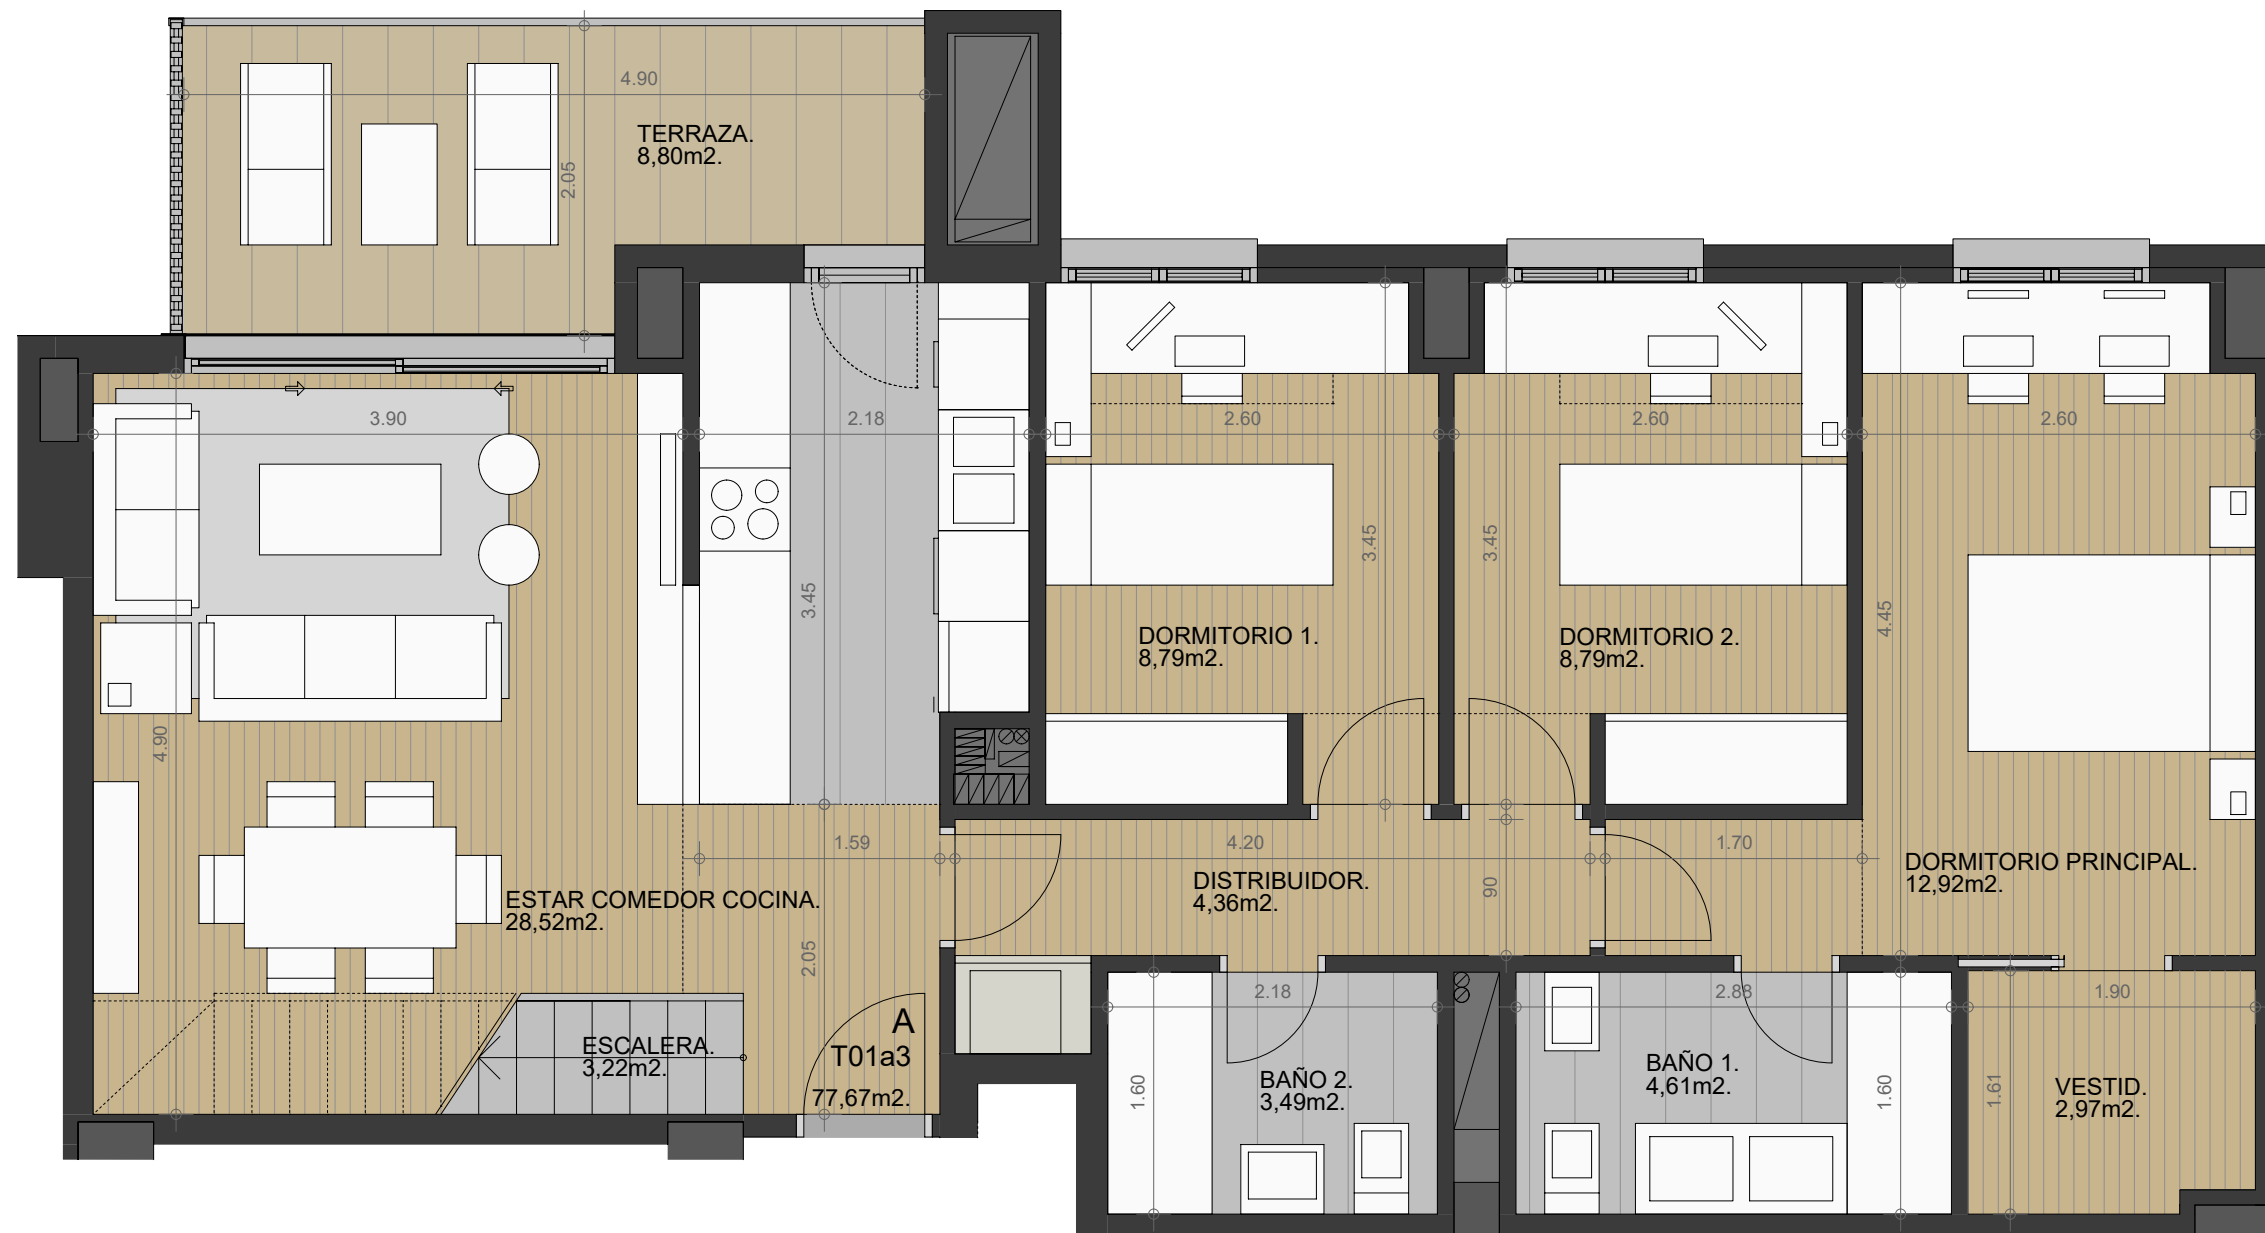 4.90
TERRAZA.
8,80m2.
2.05
3.90
2.18
2.60
2.60
2.60
3.45
3.45
3.45
4.45
DORMITORIO 1.
8,79m2.
DORMITORIO 2.
8,79m2.
4.90
1.59
4.20
1.70
DORMITORIO PRINCIPAL.
12,92m2.
DISTRIBUIDOR.
4,36m2.
90
ESTAR COMEDOR COCINA.
28,52m2.
2.05
2.18
2.88
1.90
A
T01a3
77,67m2.
ESCALERA.
3,22m2.
1.60
BAÑO 2.
3,49m2.
BAÑO 1.
4,61m2.
1.60
1.61
VESTID.
2,97m2.